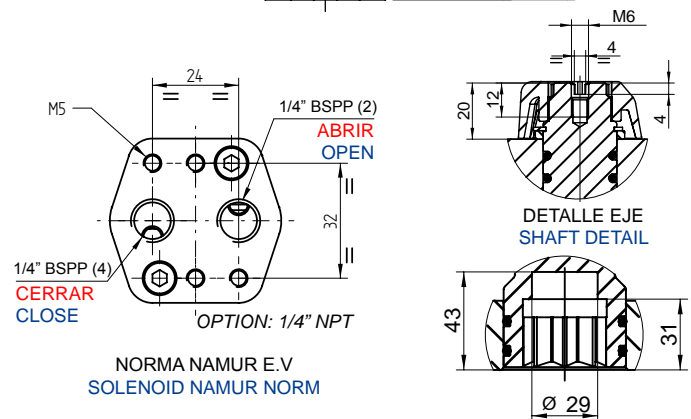 24
M5
1/4” BSPP (2)
ABRIR
OPEN
32
1/4” BSPP (4)
CERRAR
CLOSE
OPTION: 1/4” NPT
NORMA NAMUR E.V
SOLENOID NAMUR NORM
M6
4
20
12
4
DETALLE EJE
SHAFT DETAIL
43
31
Ø 29